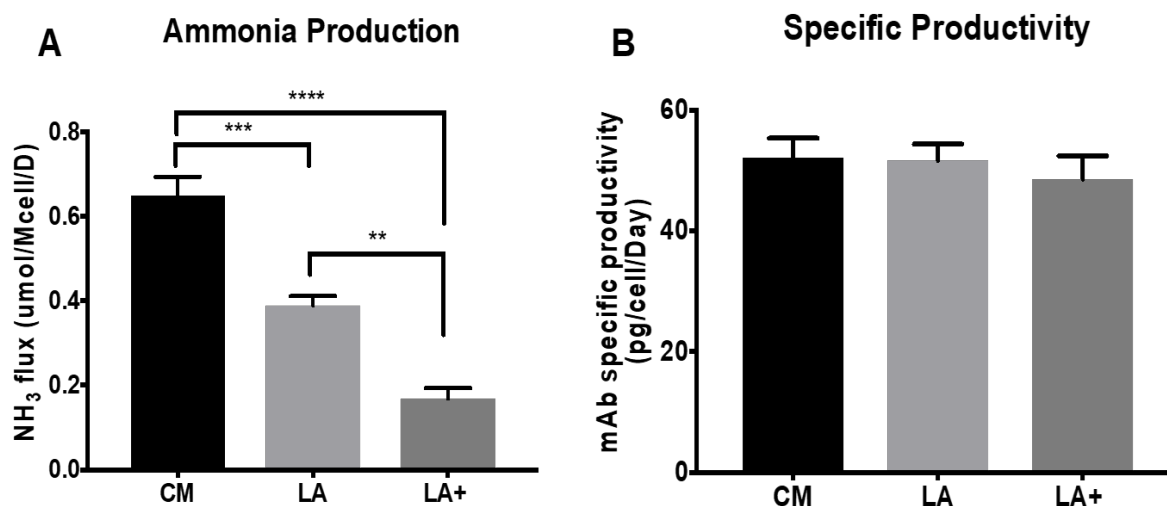 A
Ammonia Production
NH3 flux (umol/Mcell/D)
0.8
0.6
0.4
0.2
0.0
****
***
**
CM
LA
LA+
B
Specific Productivity
mAb specific productivity
(pg/cell/Day)
60
40
20
0
CM
LA
LA+